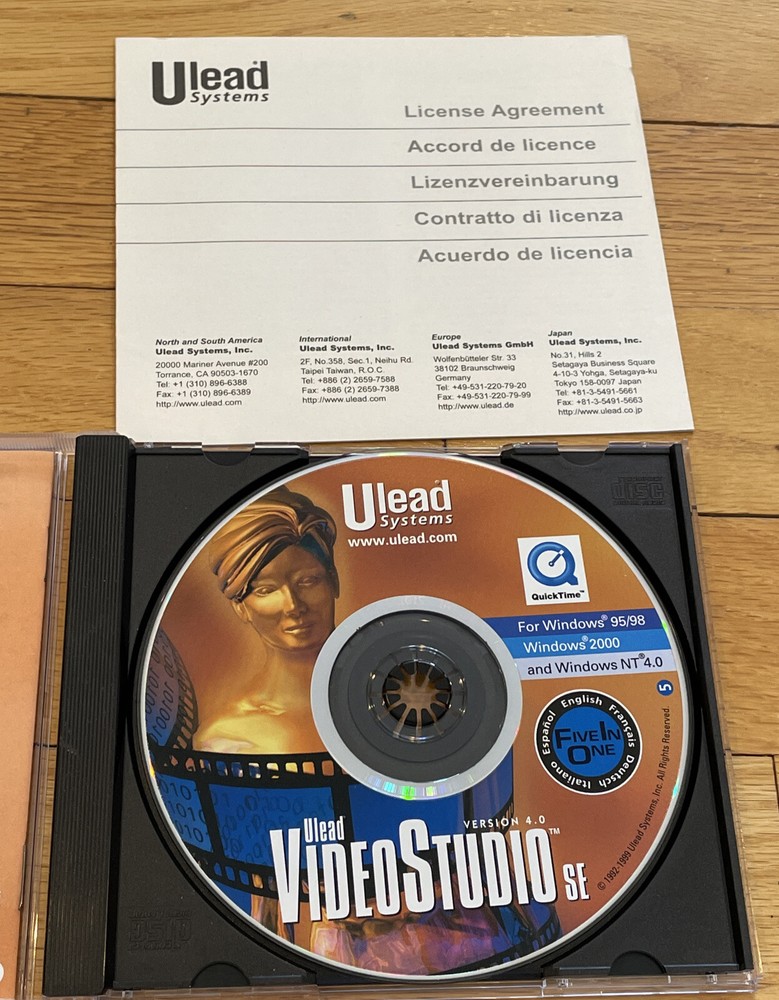 Ulead
Systems
License Agreement
Accord de licence
Lizenzvereinbarung
Contratto di licenza
Acuerdo de licencia
North and South America
Ulead Systems, Inc.
20000 Mariner Avenue #200
Torrance, CA 90503-1670
Tel: +1 (310) 896-6388
Fax: +1 (310) 896-6389
http://www.ulead.com
International
Ulead Systems, Inc.
2F, No.358, Sec.1, Neihu Rd.
Taipei Taiwan, R.O.C.
Tel: +886 (2) 2659-7588
Fax: +886 (2) 2659-7388
http://www.ulead.com
Europe
Ulead Systems GmbH
Wolfenbütteler Str. 33
38102 Braunschweig
Germany
Tel: +49-531-220-79-20
Fax: +49-531-220-79-99
http://www.ulead.de
Japan
Ulead Systems, Inc.
No.31, Hills 2
Setagaya Business Square
4-10-3 Yohga, Setagaya-ku
Tokyo 158-0097 Japan
Tel: +81-3-5491-5661
Fax: +81-3-5491-5663
http://www.ulead.co.jp
disc
Ulead
Systems
www.ulead.com
QuickTime™
For Windows® 95/98
Windows® 2000
and Windows NT® 4.0
5
Español English Français Deutsch Italiano
FIVE IN
ONE
© 1992-1999 Ulead Systems, Inc. All Rights Reserved.
VERSION 4.0
Ulead
VIDEOSTUDIO™ SE